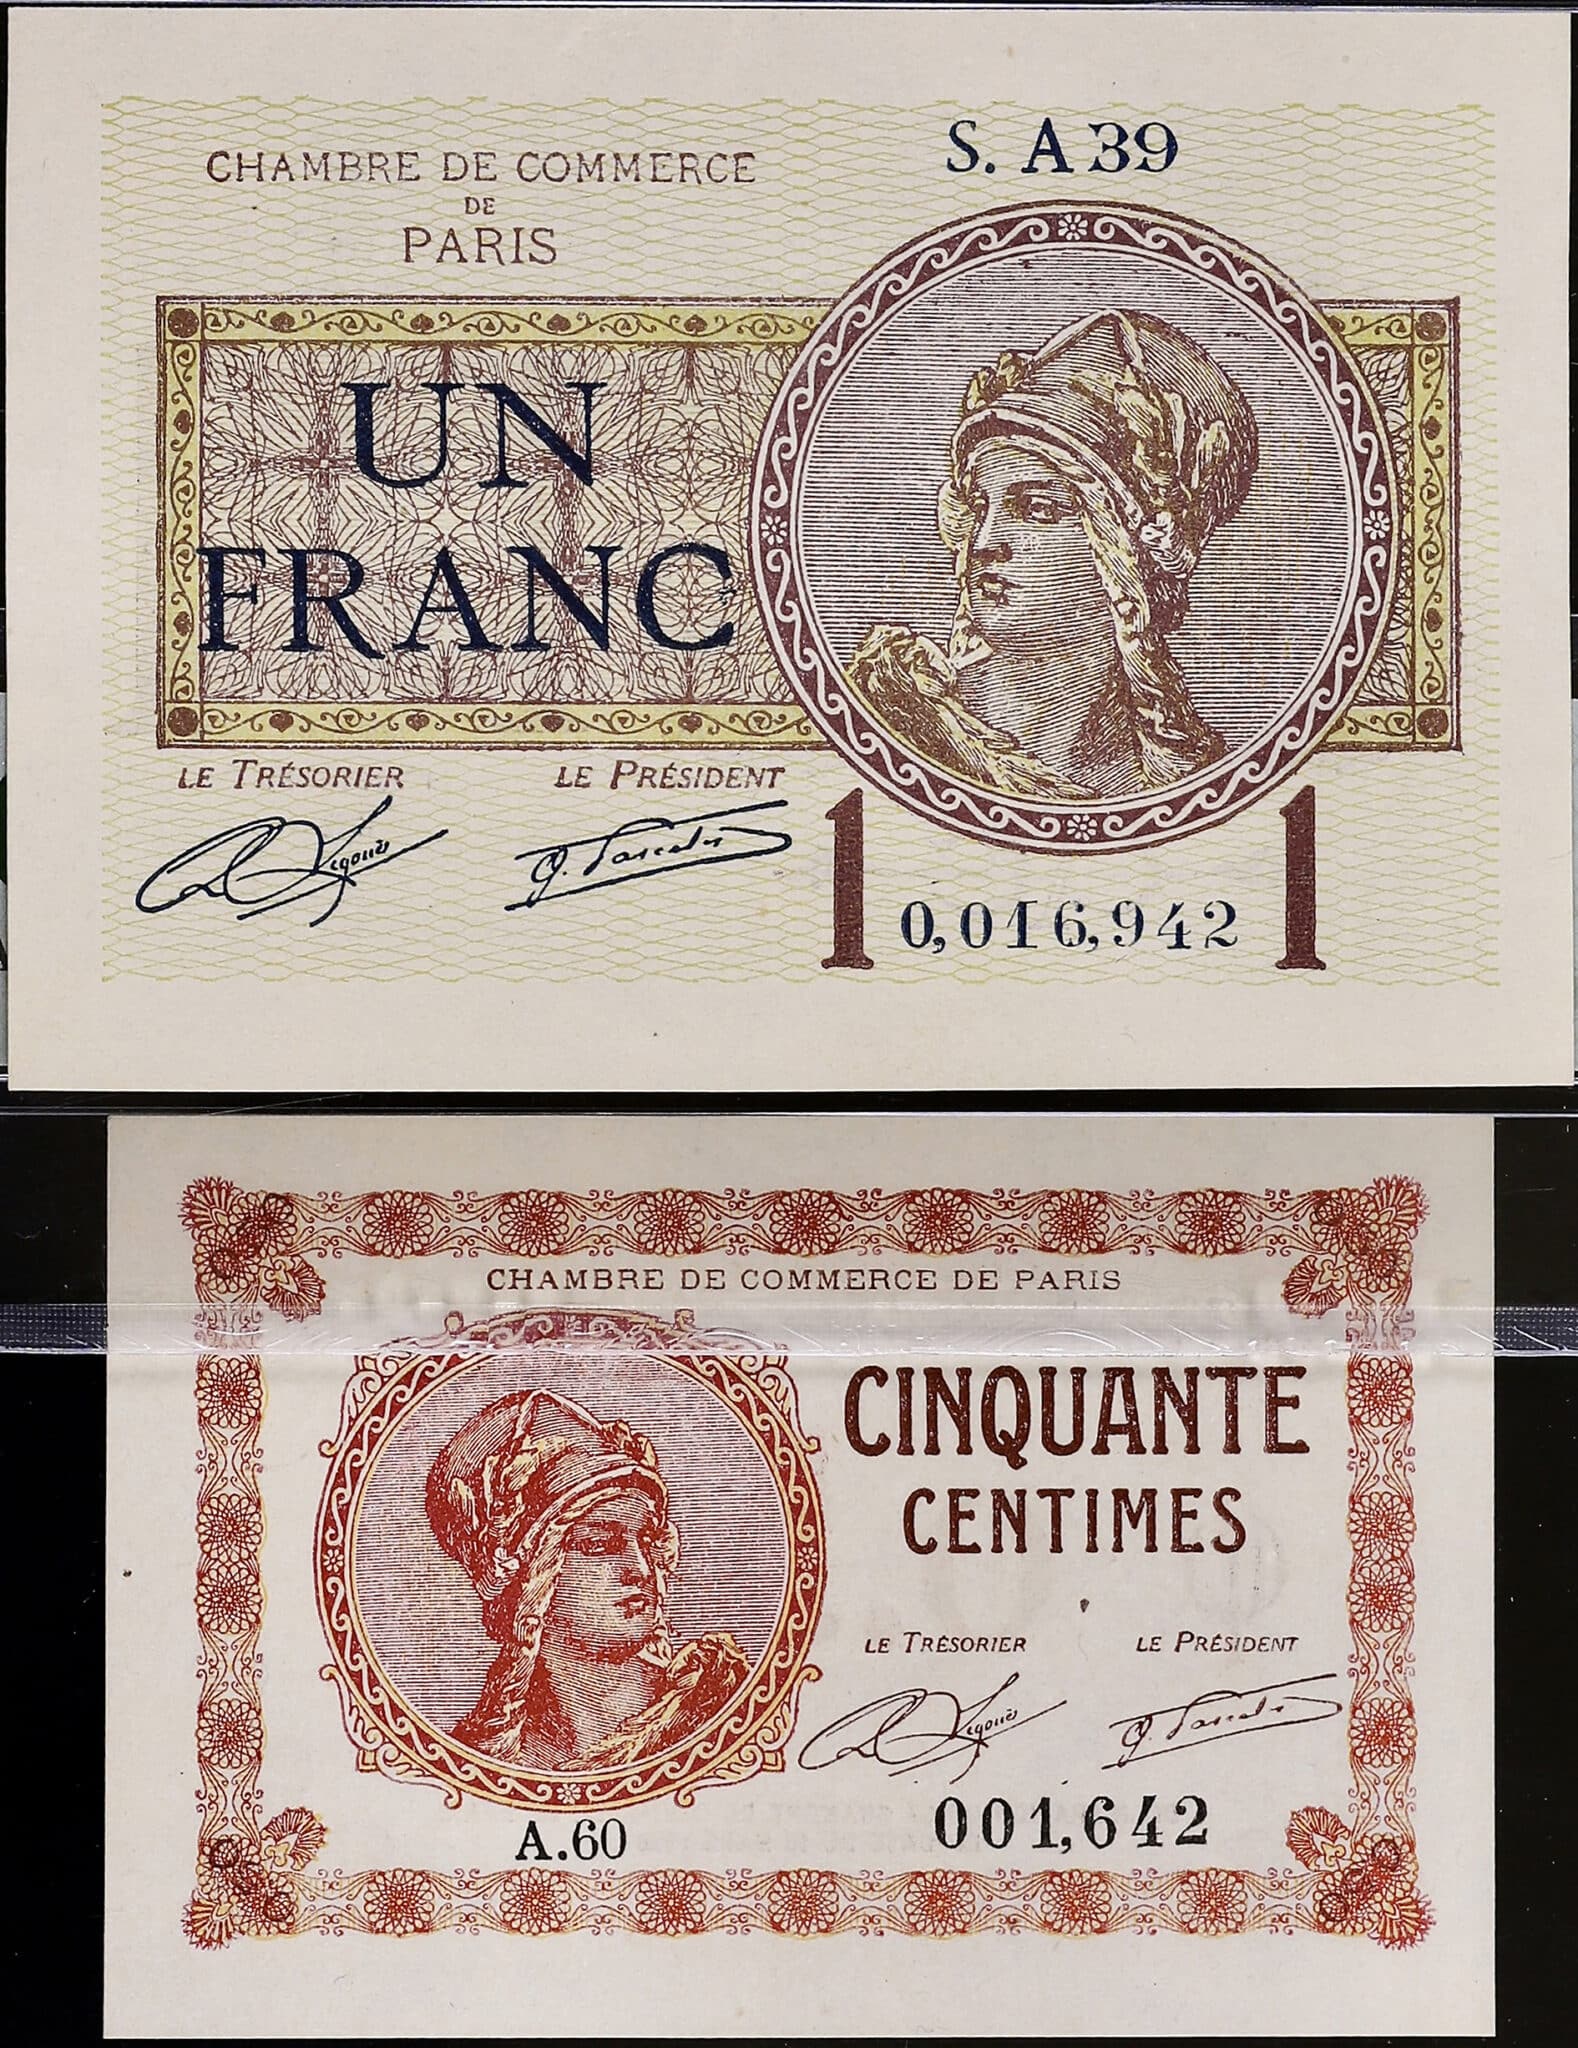 CHAMBRE DE COMMERCE
DE
PARIS
S. A 39
UN
FRANC
LE TRÉSORIER LE PRÉSIDENT
1 0,016,942 1
CHAMBRE DE COMMERCE DE PARIS
CINQUANTE
CENTIMES
LE TRÉSORIER LE PRÉSIDENT
A.60 001,642